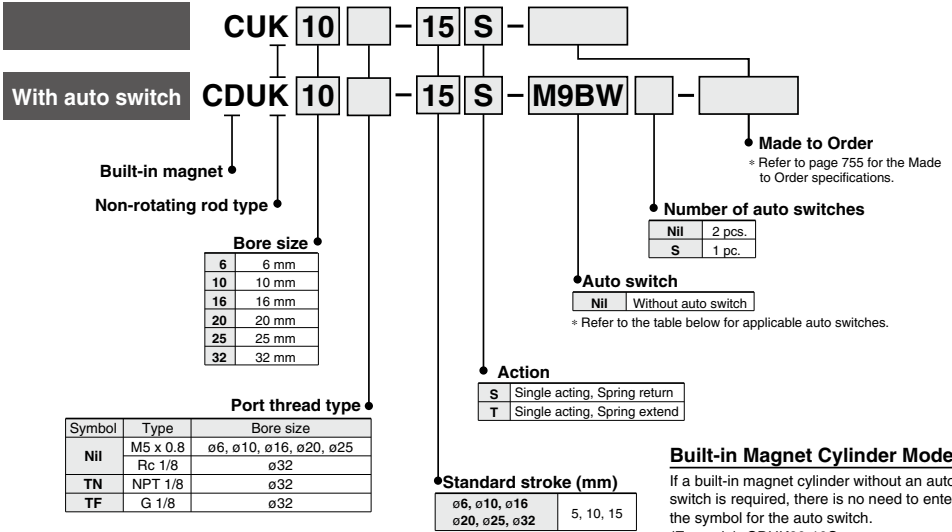 CUK 10 – 15 S –
With auto switch CDUK 10 – 15 S – M9BW –
Made to Order
* Refer to page 755 for the Made
to Order specifications.
Built-in magnet
Non-rotating rod type
Number of auto switches
Nil 2 pcs.
S 1 pc.
Bore size
6 6 mm
10 10 mm
16 16 mm
20 20 mm
25 25 mm
32 32 mm
Auto switch
Nil Without auto switch
* Refer to the table below for applicable auto switches.
Action
S Single acting, Spring return
T Single acting, Spring extend
Port thread type
Symbol Type Bore size
Nil M5 x 0.8 ø6, ø10, ø16, ø20, ø25
Rc 1/8 ø32
TN NPT 1/8 ø32
TF G 1/8 ø32
Standard stroke (mm)
ø6, ø10, ø16
ø20, ø25, ø32 5, 10, 15
Built-in Magnet Cylinder Mode
If a built-in magnet cylinder without an auto
switch is required, there is no need to ente
the symbol for the auto switch.